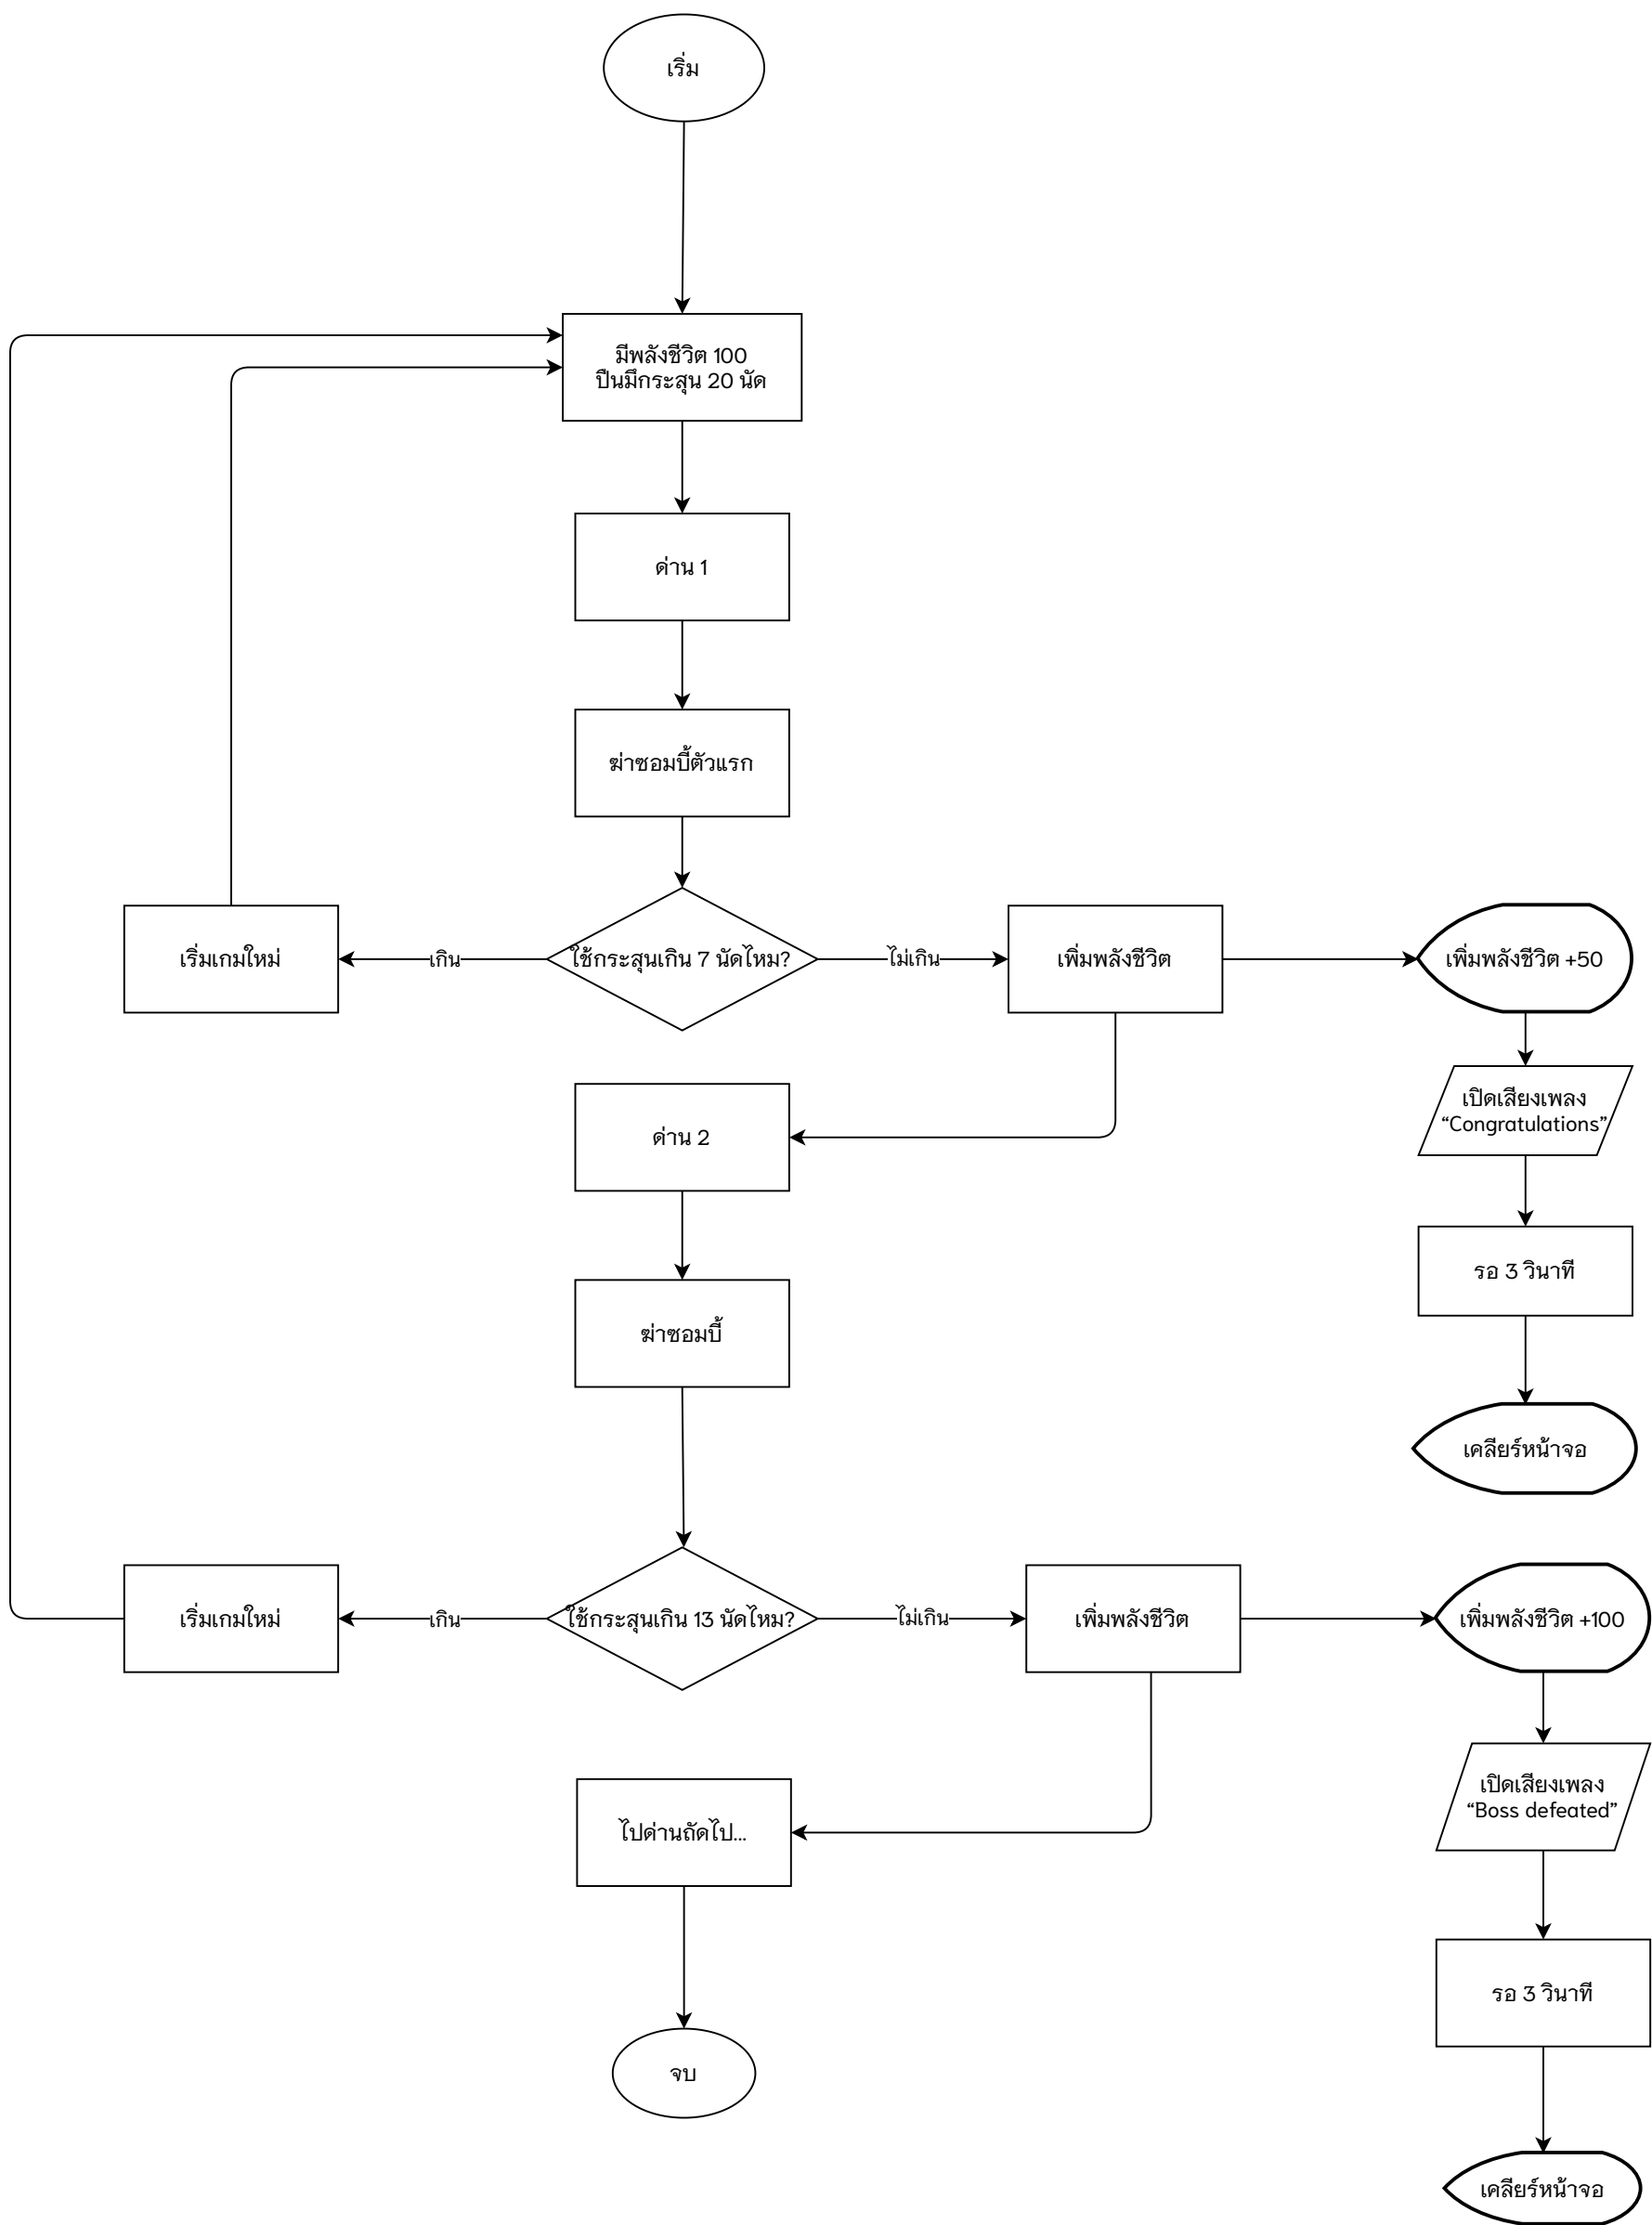 เริ่ม
มีพลังชีวิต 100
ปืนมึกระสุน 20 นัด
ด่าน 1
ฆ่าซอมบี้ตัวแรก
เริ่มเกมใหม่
เกิน
ใช้กระสุนเกิน 7 นัดไหม?
ไม่เกิน
เพิ่มพลังชีวิต
เพิ่มพลังชีวิต +50
เปิดเสียงเพลง
“Congratulations”
ด่าน 2
รอ 3 วินาที
ฆ่าซอมบี้
เคลียร์หน้าจอ
เริ่มเกมใหม่
เกิน
ใช้กระสุนเกิน 13 นัดไหม?
ไม่เกิน
เพิ่มพลังชีวิต
เพิ่มพลังชีวิต +100
เปิดเสียงเพลง
“Boss defeated”
ไปด่านถัดไป...
รอ 3 วินาที
จบ
เคลียร์หน้าจอ